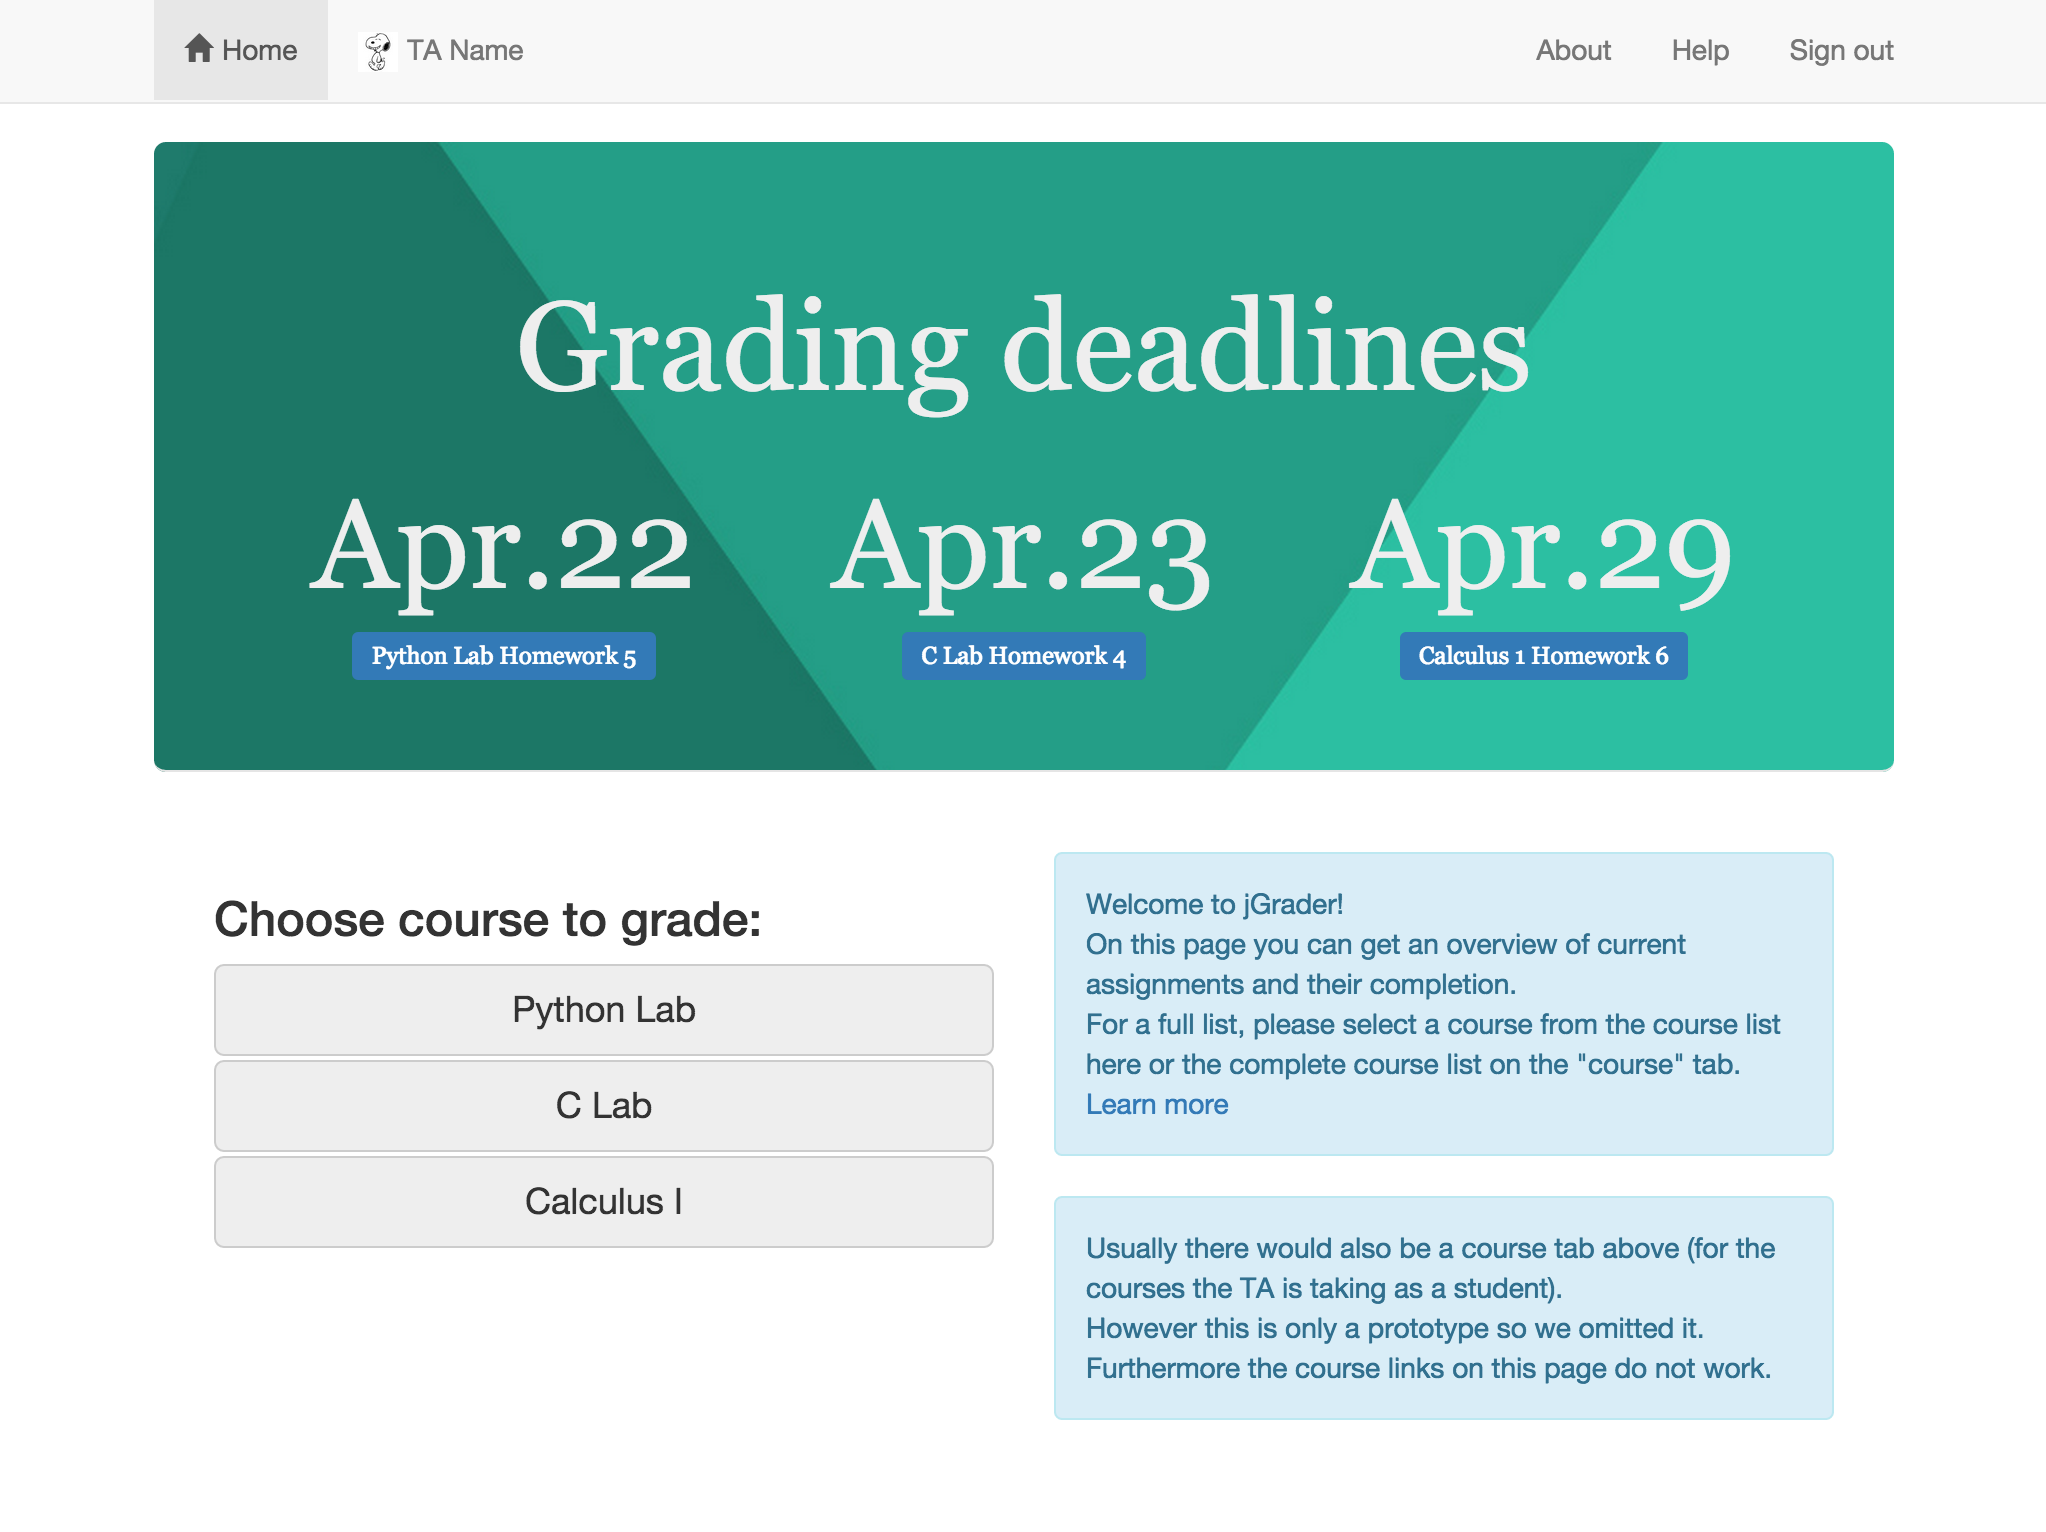 Home
TA Name
About
Help
Sign out
Grading deadlines
Apr.22
Apr.23
Apr.29
Python Lab Homework 5
C Lab Homework 4
Calculus 1 Homework 6
Choose course to grade:
Python Lab
C Lab
Calculus I
Welcome to jGrader!
On this page you can get an overview of current
assignments and their completion.
For a full list, please select a course from the course list
here or the complete course list on the "course" tab.
Learn more
Usually there would also be a course tab above (for the
courses the TA is taking as a student).
However this is only a prototype so we omitted it.
Furthermore the course links on this page do not work.